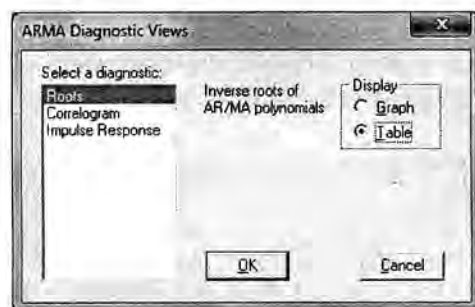 ARMA Diagnostic Views
Select a diagnostic:
Roots
Correlogram
Impulse Response
Inverse roots of
AR/MA polynomials
Display
Graph
Table
OK
Cancel